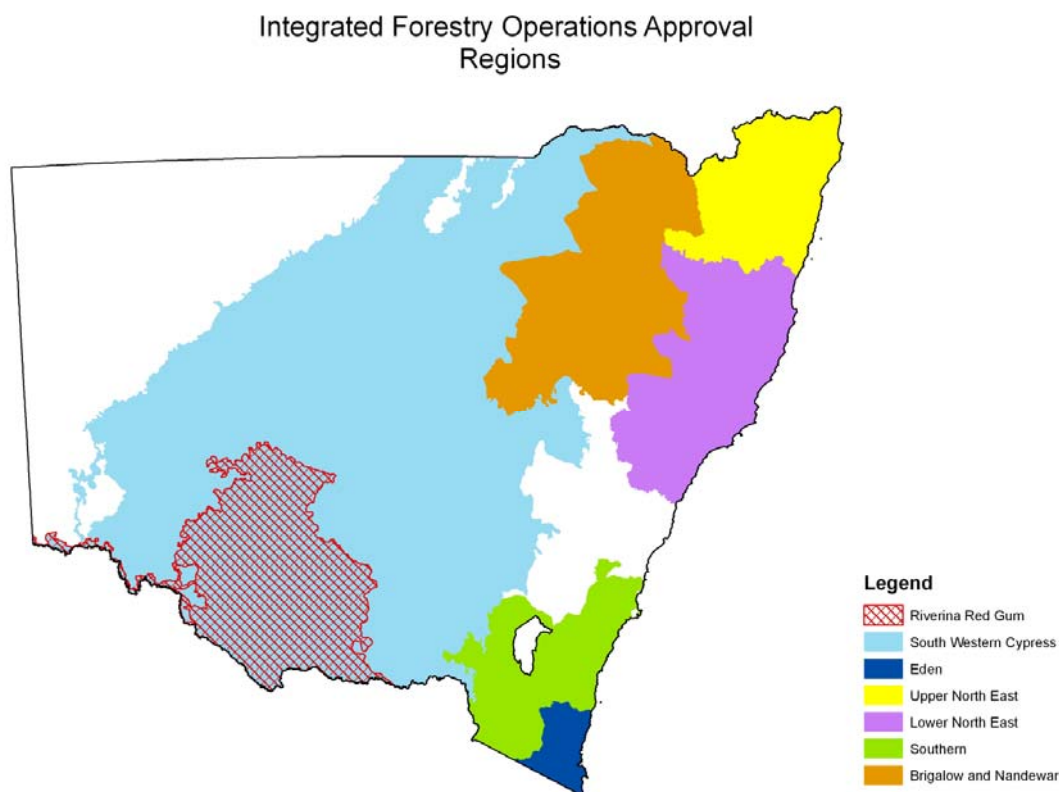 Integrated Forestry Operations Approval
Regions
Legend
Riverina Red Gum
South Western Cypress
Eden
Upper North East
Lower North East
Southern
Brigalow and Nandewar